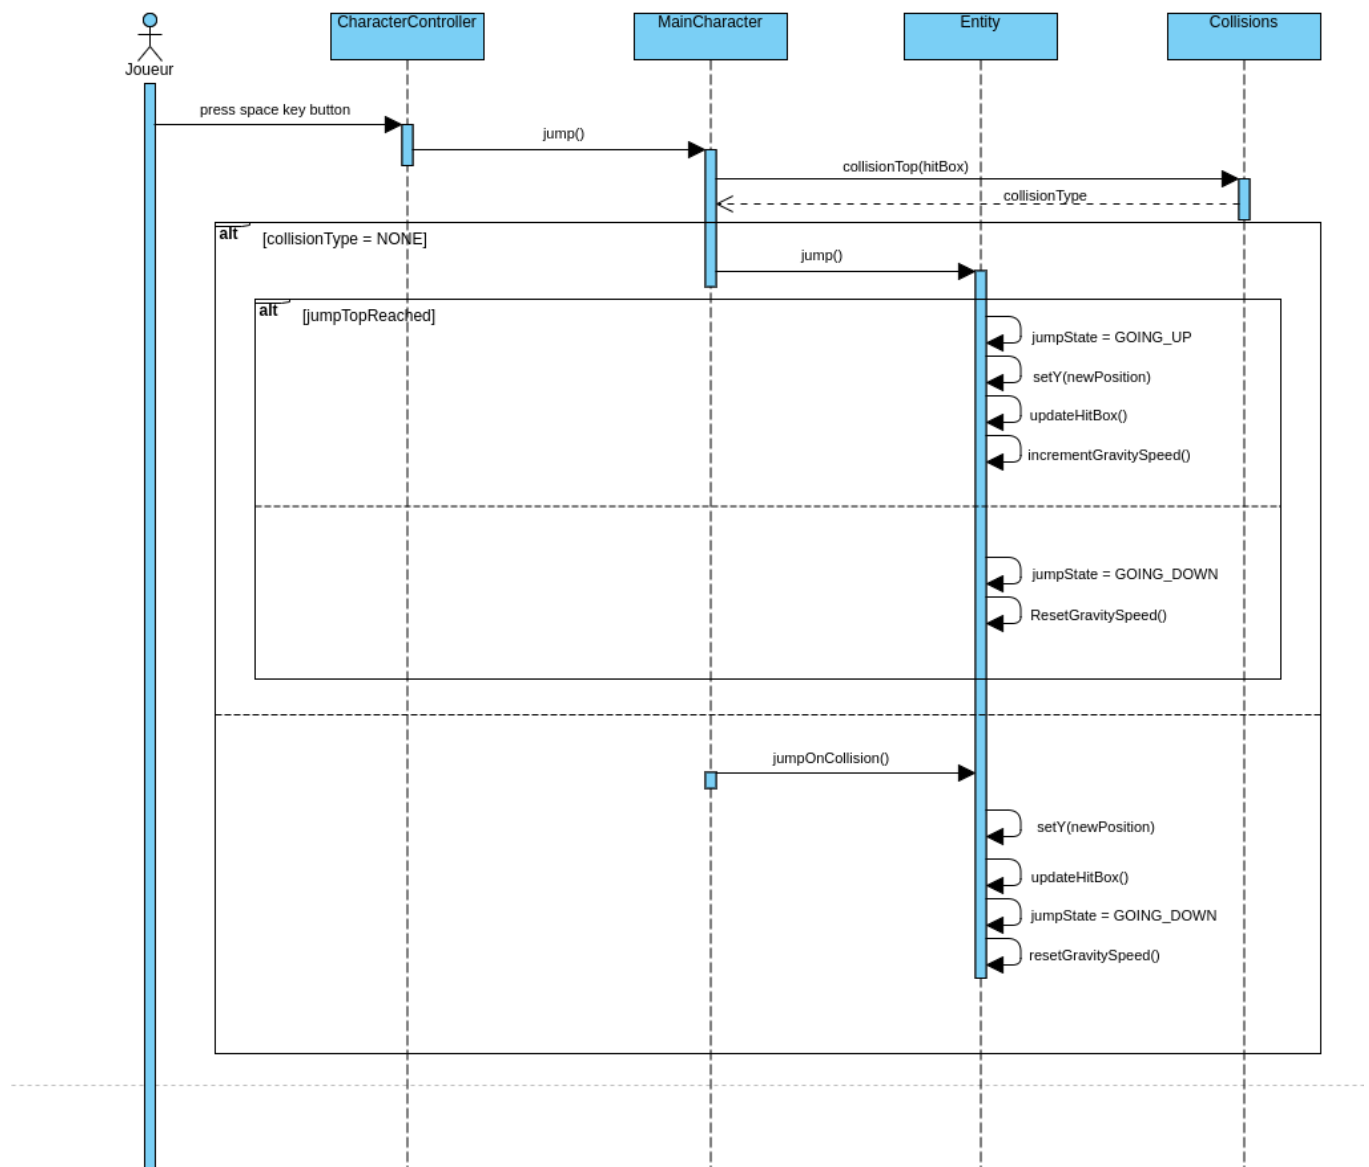 CharacterController
MainCharacter
Entity
Collisions
Joueur
press space key button
jump()
collisionTop(hitBox)
collisionType
alt
[collisionType = NONE]
jump()
alt
[jumpTopReached]
jumpState = GOING_UP
setY(newPosition)
updateHitBox()
incrementGravitySpeed()
jumpState = GOING_DOWN
ResetGravitySpeed()
jumpOnCollision()
setY(newPosition)
updateHitBox()
jumpState = GOING_DOWN
resetGravitySpeed()